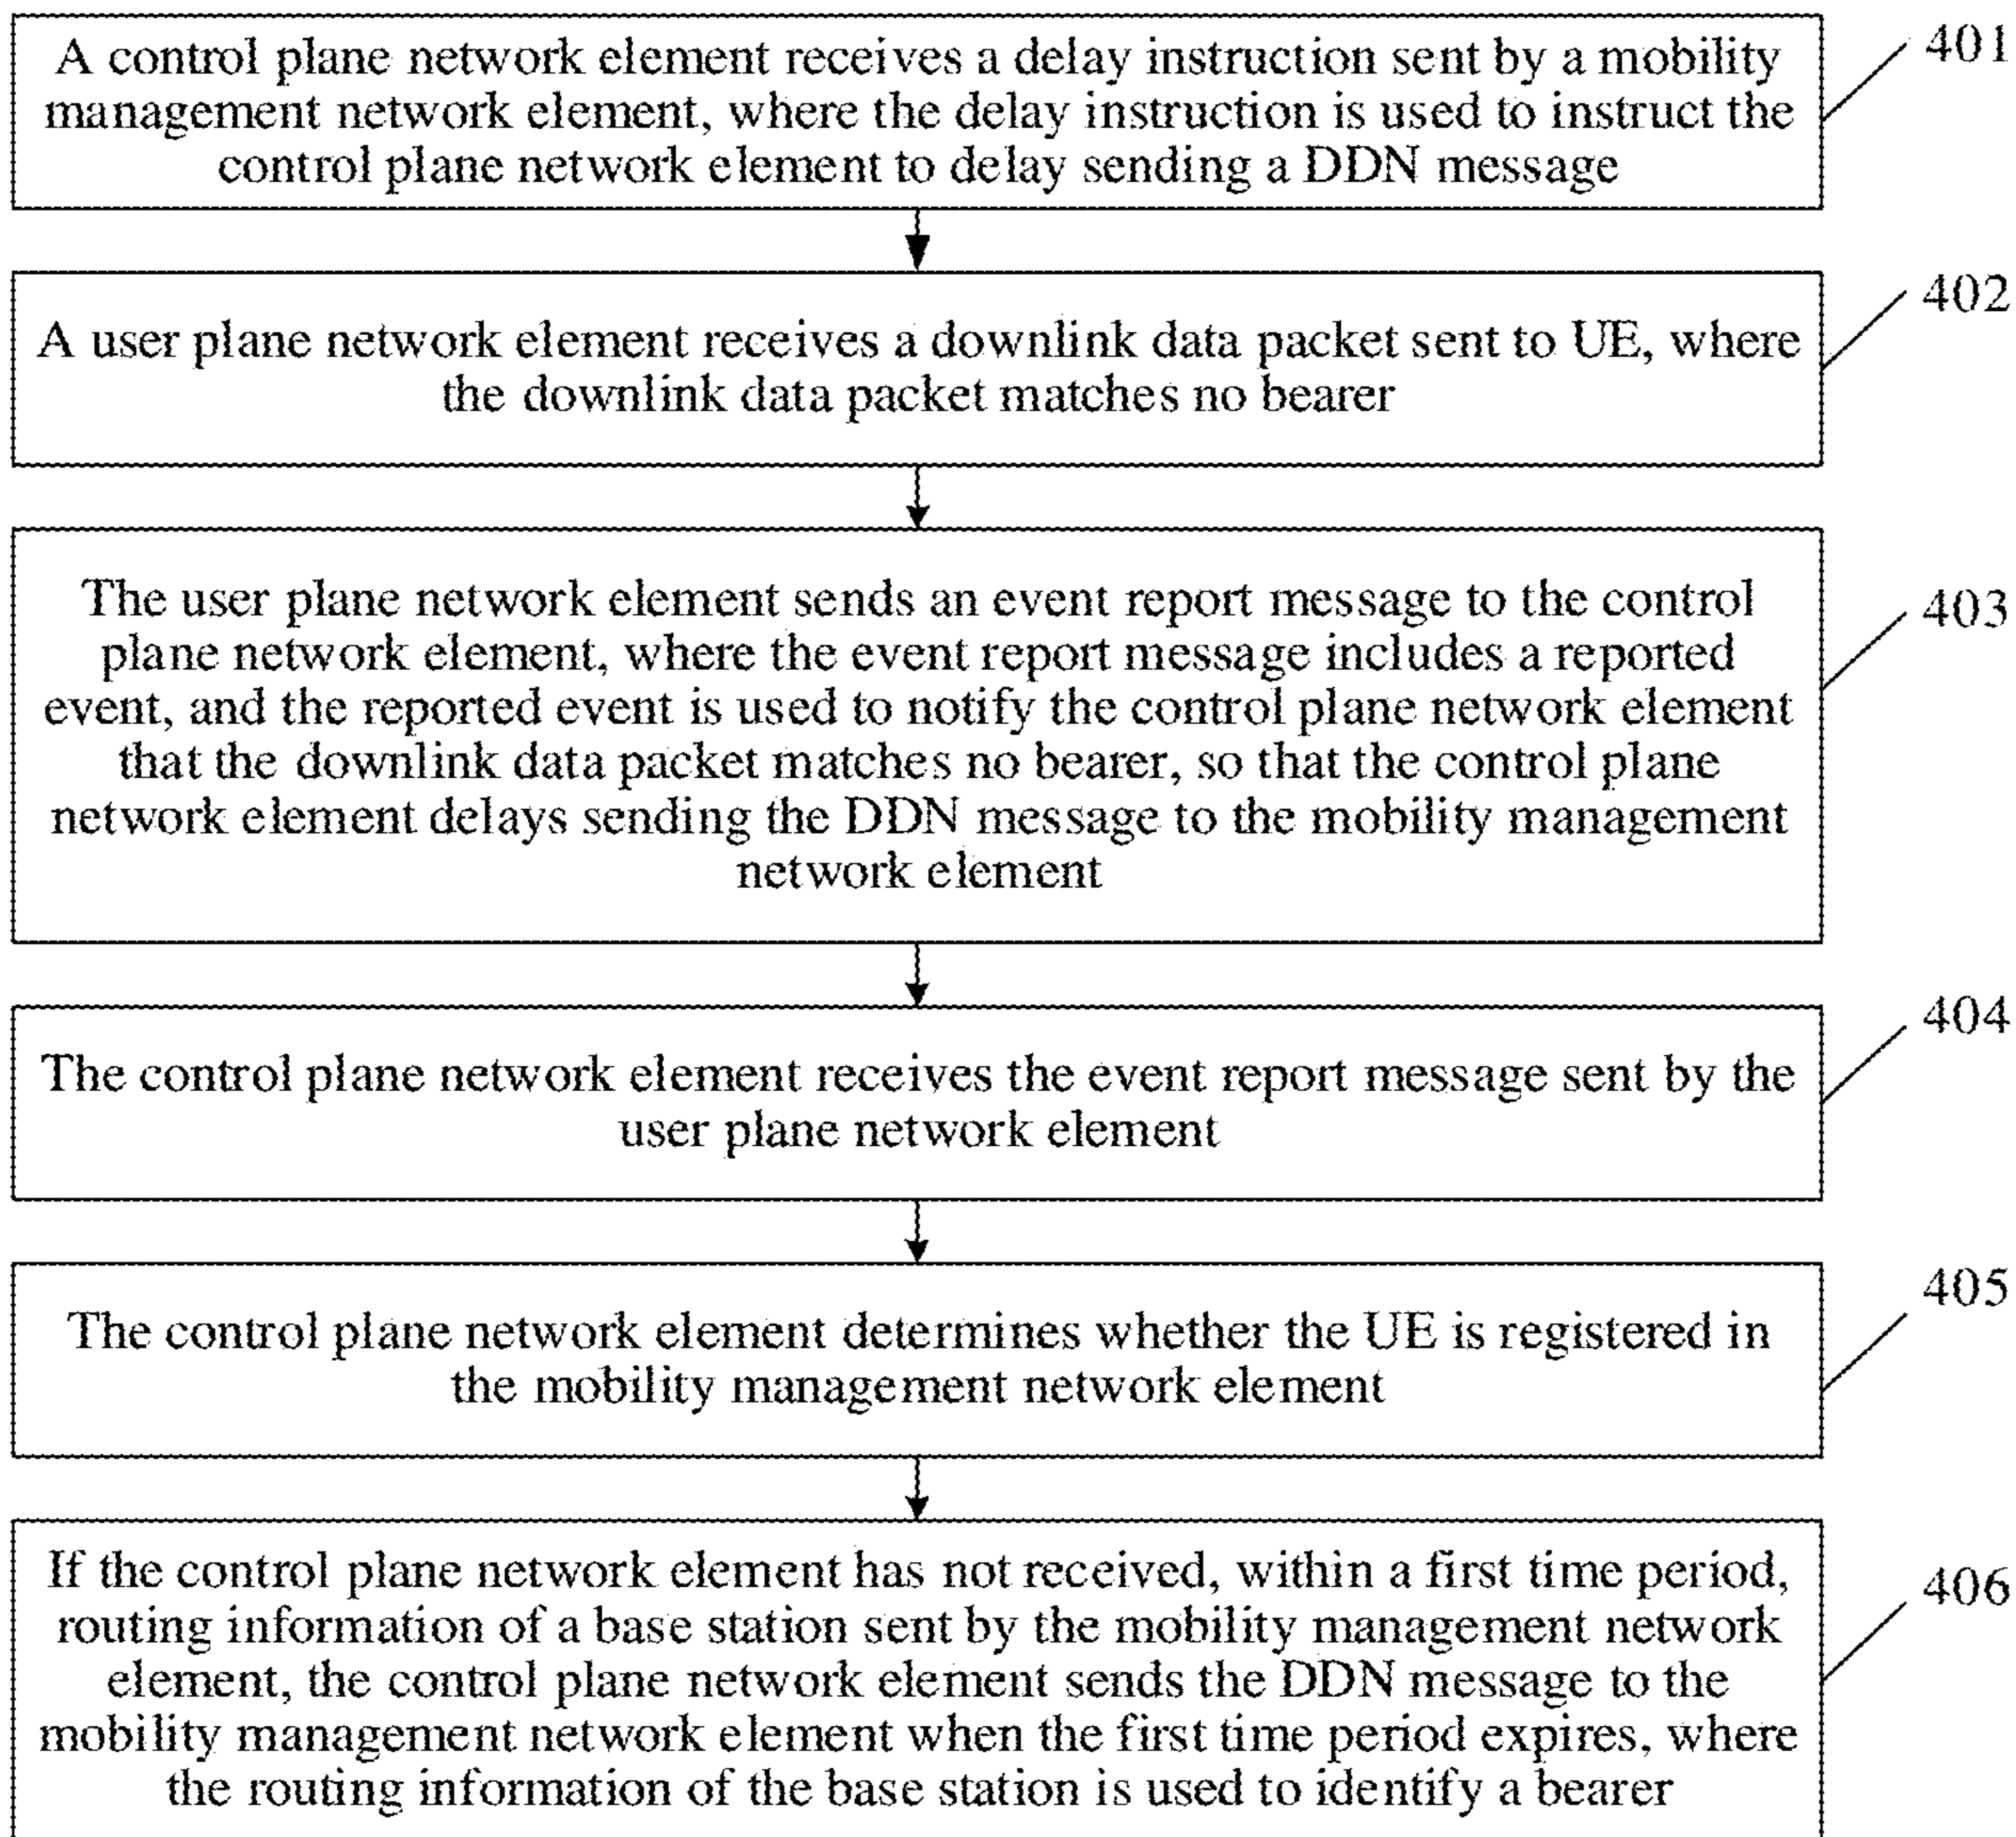 A control plane network element receives a delay instruction sent by a mobility
management network element, where the delay instruction is used to instruct the
control plane network element to delay sending a DDN message
401
A user plane network element receives a downlink data packet sent to UE, where
the downlink data packet matches no bearer
402
The user plane network element sends an event report message to the control
plane network element, where the event report message includes a reported
event, and the reported event is used to notify the control plane network element
that the downlink data packet matches no bearer, so that the control plane
network element delays sending the DDN message to the mobility management
network element
403
The control plane network element receives the event report message sent by the
user plane network element
404
The control plane network element determines whether the UE is registered in
the mobility management network element
405
If the control plane network element has not received, within a first time period,
routing information of a base station sent by the mobility management network
element, the control plane network element sends the DDN message to the
mobility management network element when the first time period expires, where
the routing information of the base station is used to identify a bearer
406